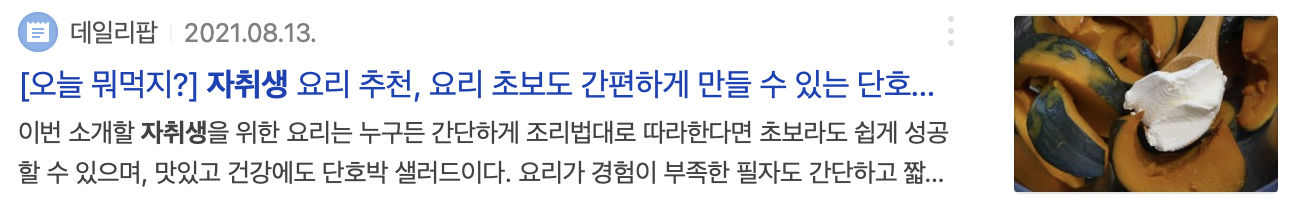 데일리팝 2021.08.13.
[오늘 뭐먹지?] 자취생 요리 추천, 요리 초보도 간편하게 만들 수 있는 단호...
이번 소개할 자취생을 위한 요리는 누구든 간단하게 조리법대로 따라한다면 초보라도 쉽게 성공
할 수 있으며, 맛있고 건강에도 단호박 샐러드이다. 요리가 경험이 부족한 필자도 간단하고 짧...